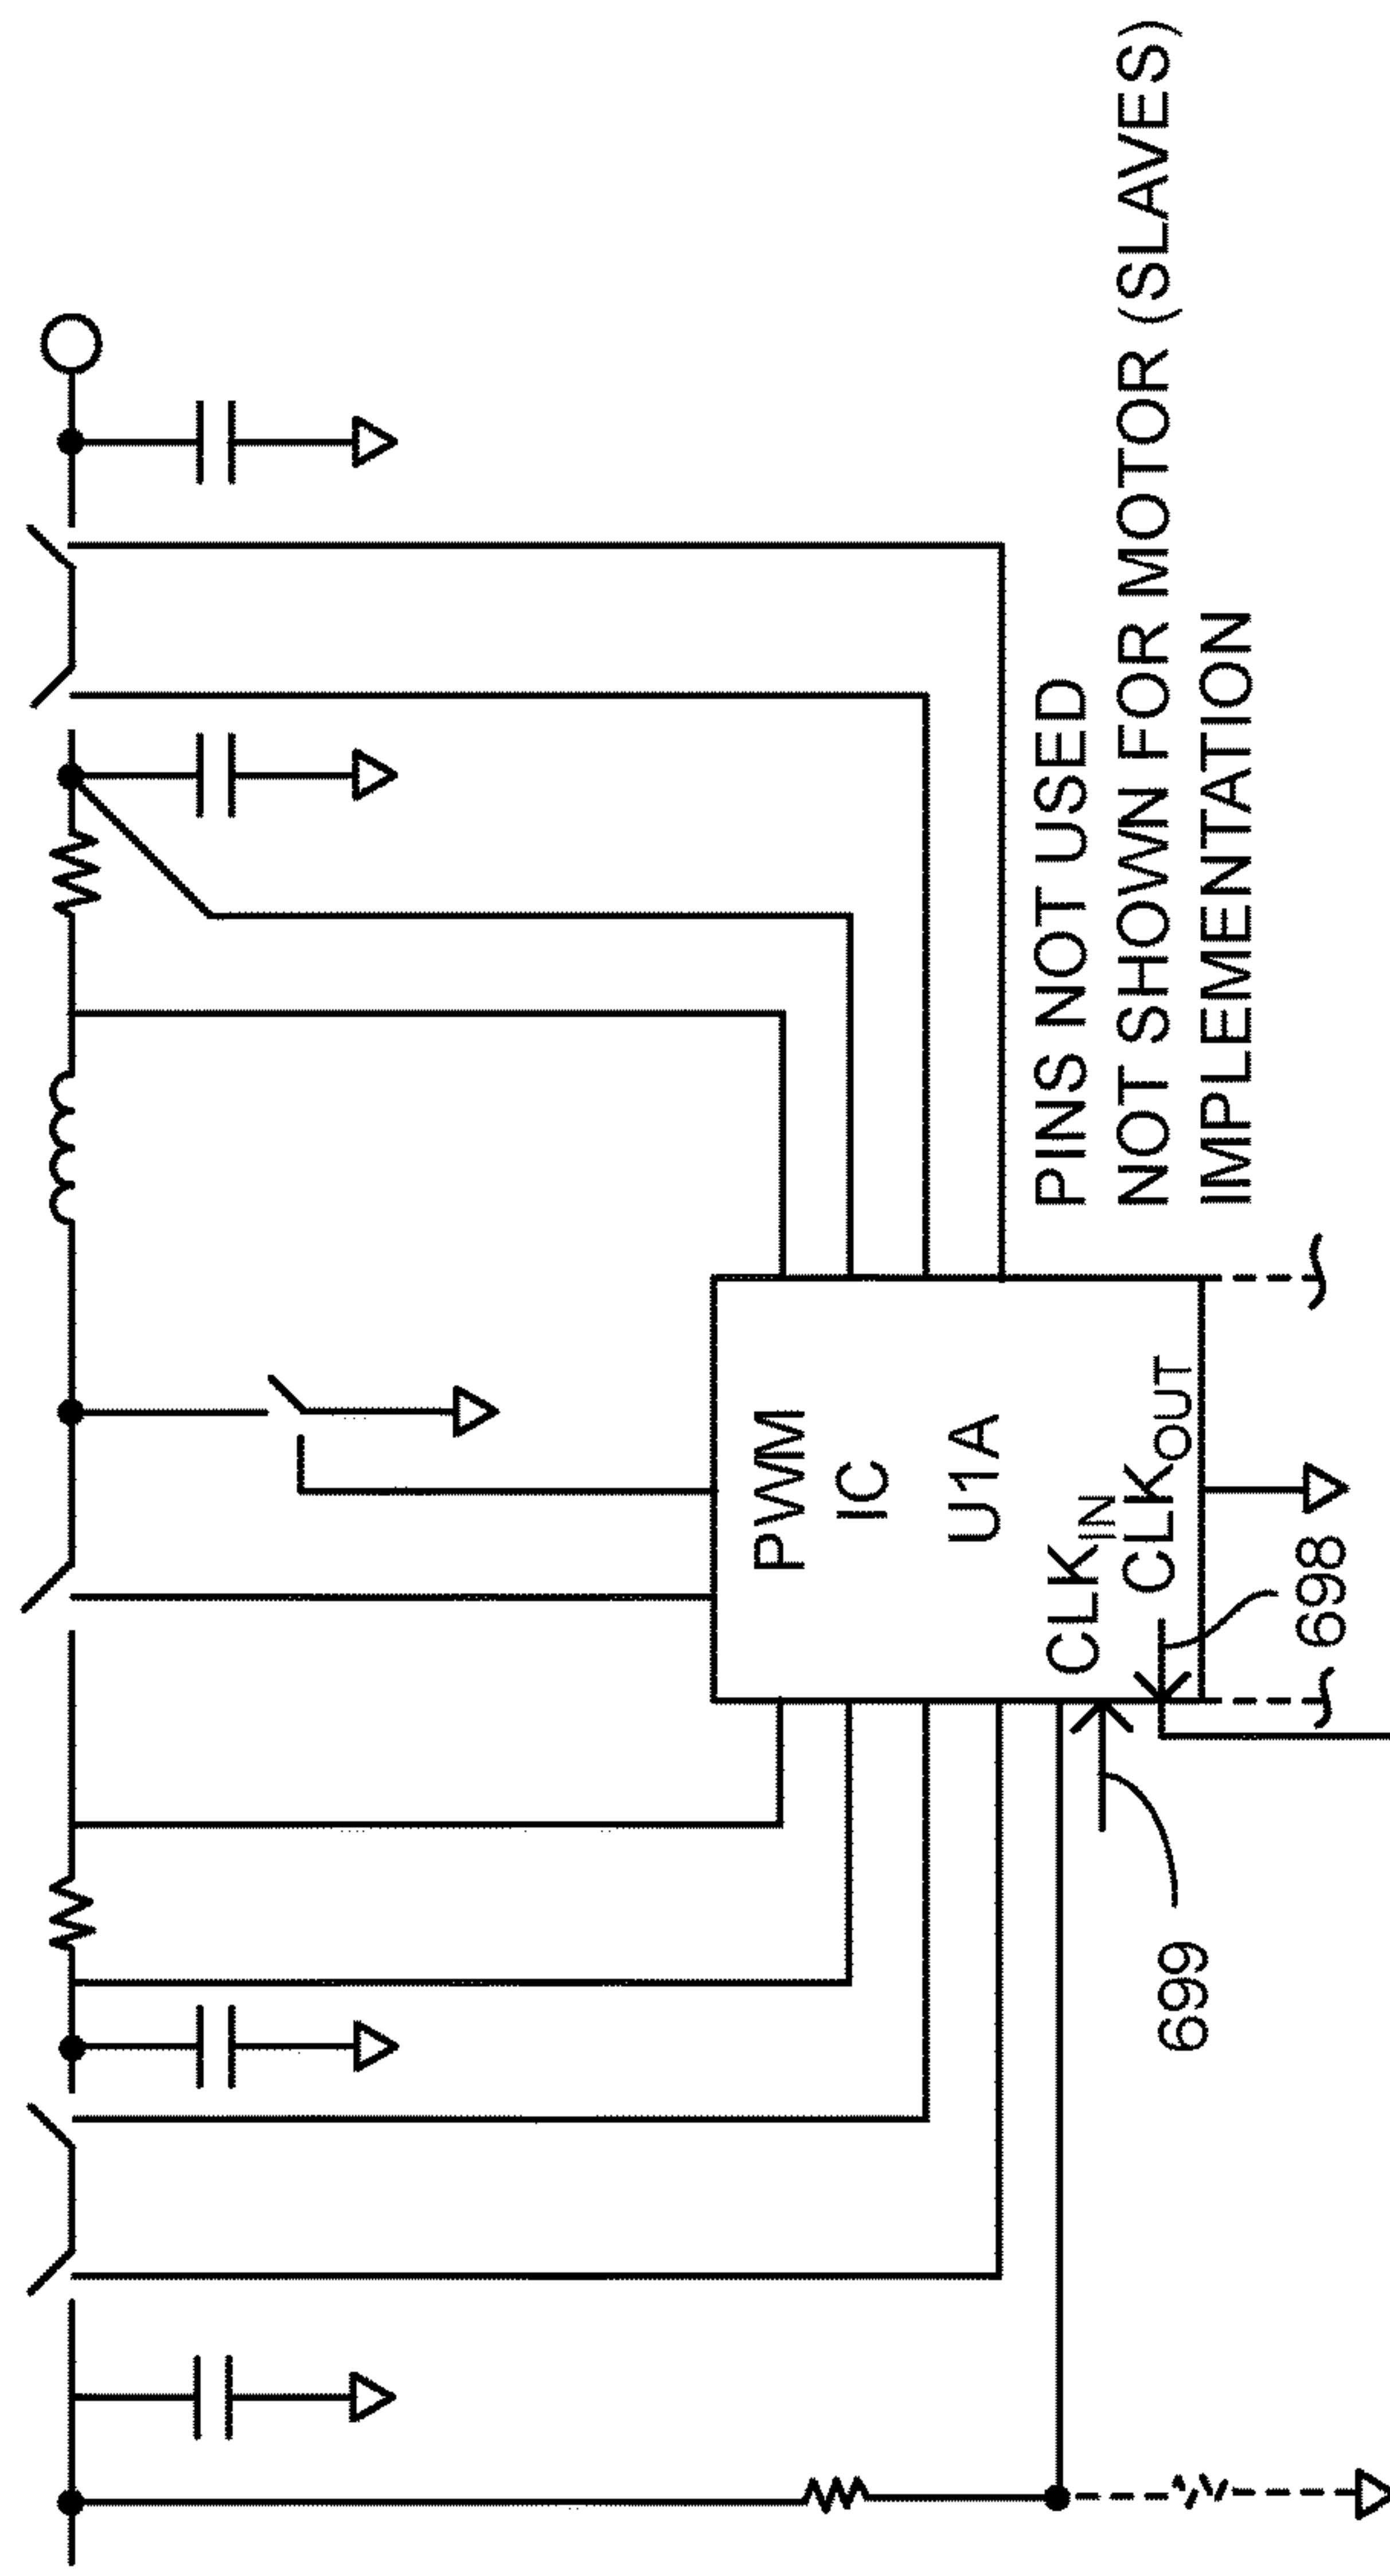 PWM
IC
U1A
CLKIN
CLKOUT
699
698
PINS NOT USED
NOT SHOWN FOR MOTOR (SLAVES)
IMPLEMENTATION